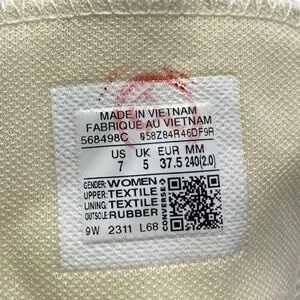 MADE IN VIETNAM
FABRIQUE AU VIETNAM
568498C 058Z84R46DF9R
US UK EUR MM
7 5 37.5 240(2.0)
GENDER: WOMEN
UPPER: TEXTILE
LINING: TEXTILE
OUTSOLE: RUBBER
CONVERSE
9W 2311 L68